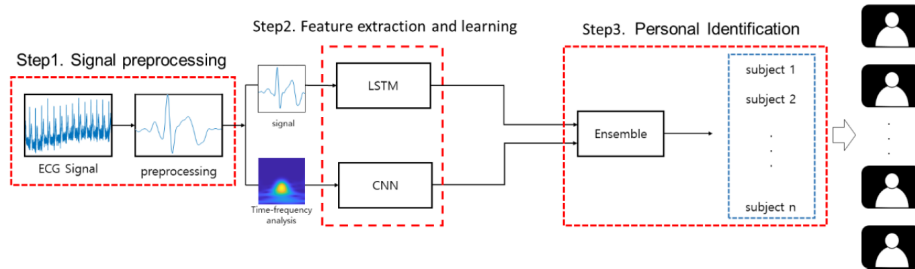 Step1. Signal preprocessing
ECG Signal
preprocessing
Step2. Feature extraction and learning
signal
Time-frequency
analysis
LSTM
CNN
Step3. Personal Identification
Ensemble
subject 1
subject 2
subject n